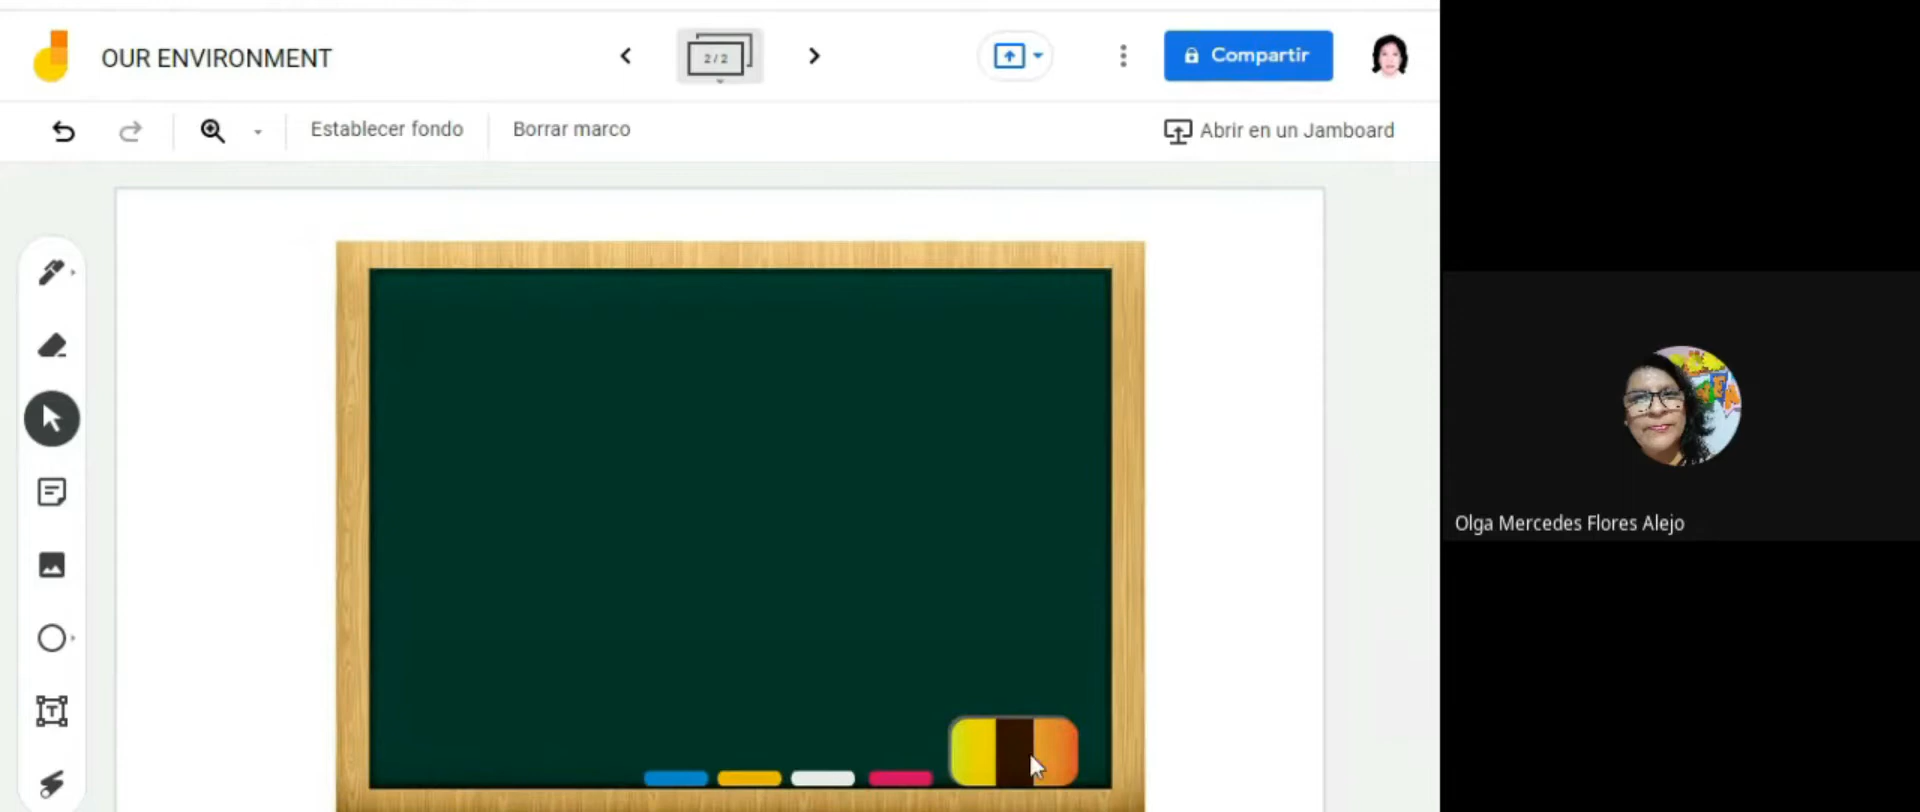 OUR ENVIRONMENT
2 / 2
Compartir
Establecer fondo
Borrar marco
Abrir en un Jamboard
Olga Mercedes Flores Alejo